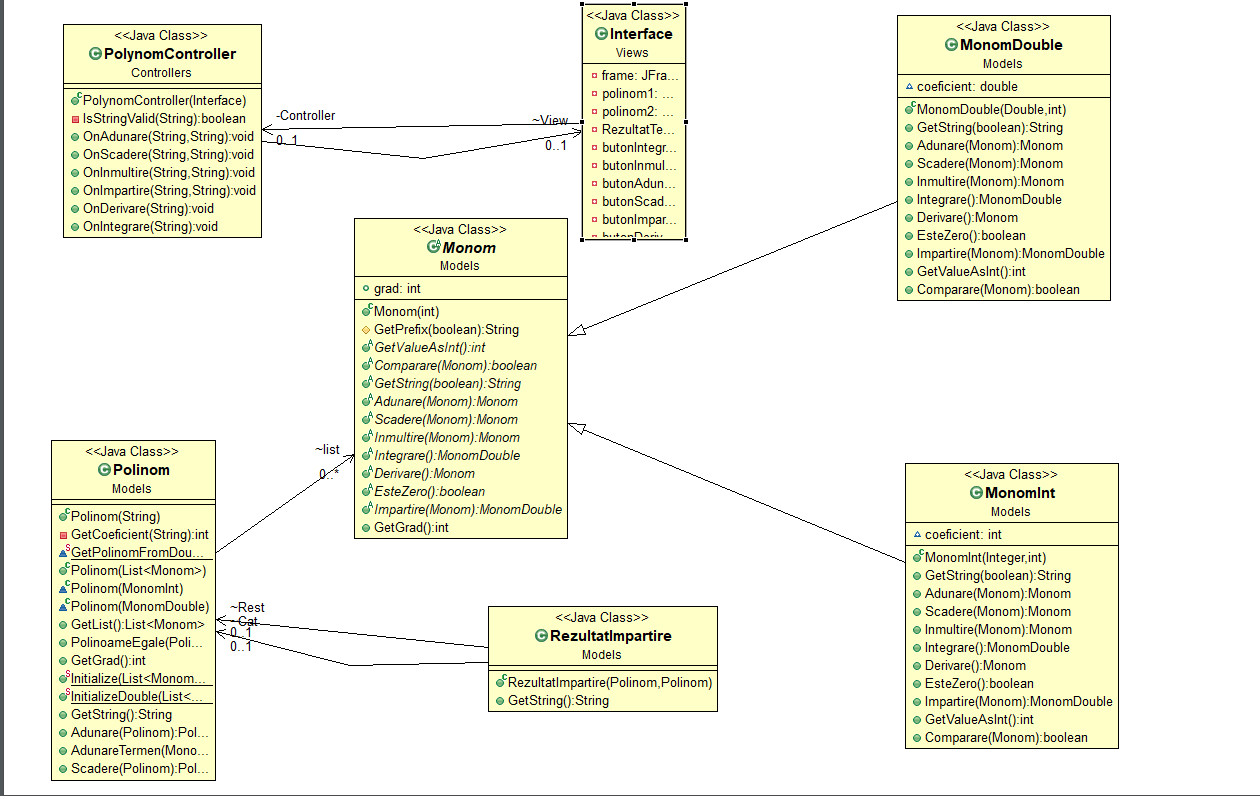 <<Java Class>>
PolynomController
Controllers
PolynomController(Interface)
IsStringValid(String):boolean
OnAdunare(String,String):void
OnScadere(String,String):void
OnInmultire(String,String):void
OnImpartire(String,String):void
OnDerivare(String):void
OnIntegrare(String):void
-Controller
0..1
~View
0..1
<<Java Class>>
Interface
Views
frame: JFra...
polinom1: ...
polinom2: ...
RezultatTe...
butonIntegr...
butonInmul...
butonAdun...
butonScad...
butonImpar...
butonDeriv...
<<Java Class>>
MonomDouble
Models
coeficient: double
MonomDouble(Double,int)
GetString(boolean):String
Adunare(Monom):Monom
Scadere(Monom):Monom
Inmultire(Monom):Monom
Integrare():MonomDouble
Derivare():Monom
EsteZero():boolean
Impartire(Monom):MonomDouble
GetValueAsInt():int
Comparare(Monom):boolean
<<Java Class>>
Monom
Models
grad: int
Monom(int)
GetPrefix(boolean):String
GetValueAsInt():int
Comparare(Monom):boolean
GetString(boolean):String
Adunare(Monom):Monom
Scadere(Monom):Monom
Inmultire(Monom):Monom
Integrare():MonomDouble
Derivare():Monom
EsteZero():boolean
Impartire(Monom):MonomDouble
GetGrad():int
~list
0..*
<<Java Class>>
Polinom
Models
Polinom(String)
GetCoeficient(String):int
GetPolinomFromDou...
Polinom(List<Monom>)
Polinom(MonomInt)
Polinom(MonomDouble)
GetList():List<Monom>
PolinoameEgale(Poli...
GetGrad():int
Initialize(List<Monom...
InitializeDouble(List<...
GetString():String
Adunare(Polinom):Pol...
AdunareTermen(Mono...
Scadere(Polinom):Pol...
~Rest
~Cat
0..1
0..1
<<Java Class>>
RezultatImpartire
Models
RezultatImpartire(Polinom,Polinom)
GetString():String
<<Java Class>>
MonomInt
Models
coeficient: int
MonomInt(Integer,int)
GetString(boolean):String
Adunare(Monom):Monom
Scadere(Monom):Monom
Inmultire(Monom):Monom
Integrare():MonomDouble
Derivare():Monom
EsteZero():boolean
Impartire(Monom):MonomDouble
GetValueAsInt():int
Comparare(Monom):boolean